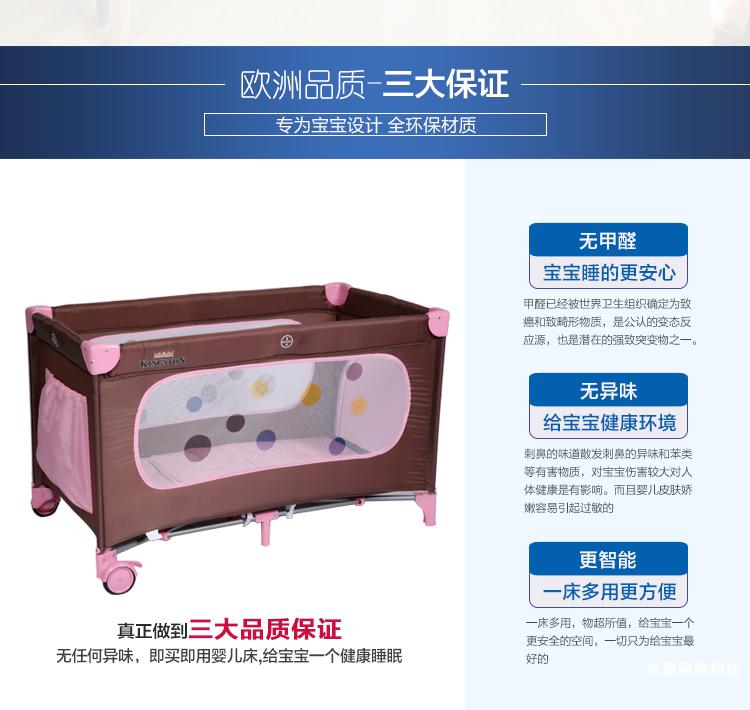 欧洲品质-三大保证
专为宝宝设计 全环保材质
无甲醛
宝宝睡的更安心
甲醛已经被世界卫生组织确定为致
癌和致畸形物质，是公认的变态反
应源，也是潜在的强致突变物之一。
无异味
给宝宝健康环境
刺鼻的味道散发刺鼻的异味和苯类
等有害物质，对宝宝伤害较大对人
体健康是有影响。而且婴儿皮肤娇
嫩容易引起过敏的
更智能
一床多用更方便
一床多用，物超所值，给宝宝一个
更安全的空间，一切只为给宝宝最
好的
KINGSTON
真正做到三大品质保证
无任何异味，即买即用婴儿床,给宝宝一个健康睡眠
兴奥网络科技